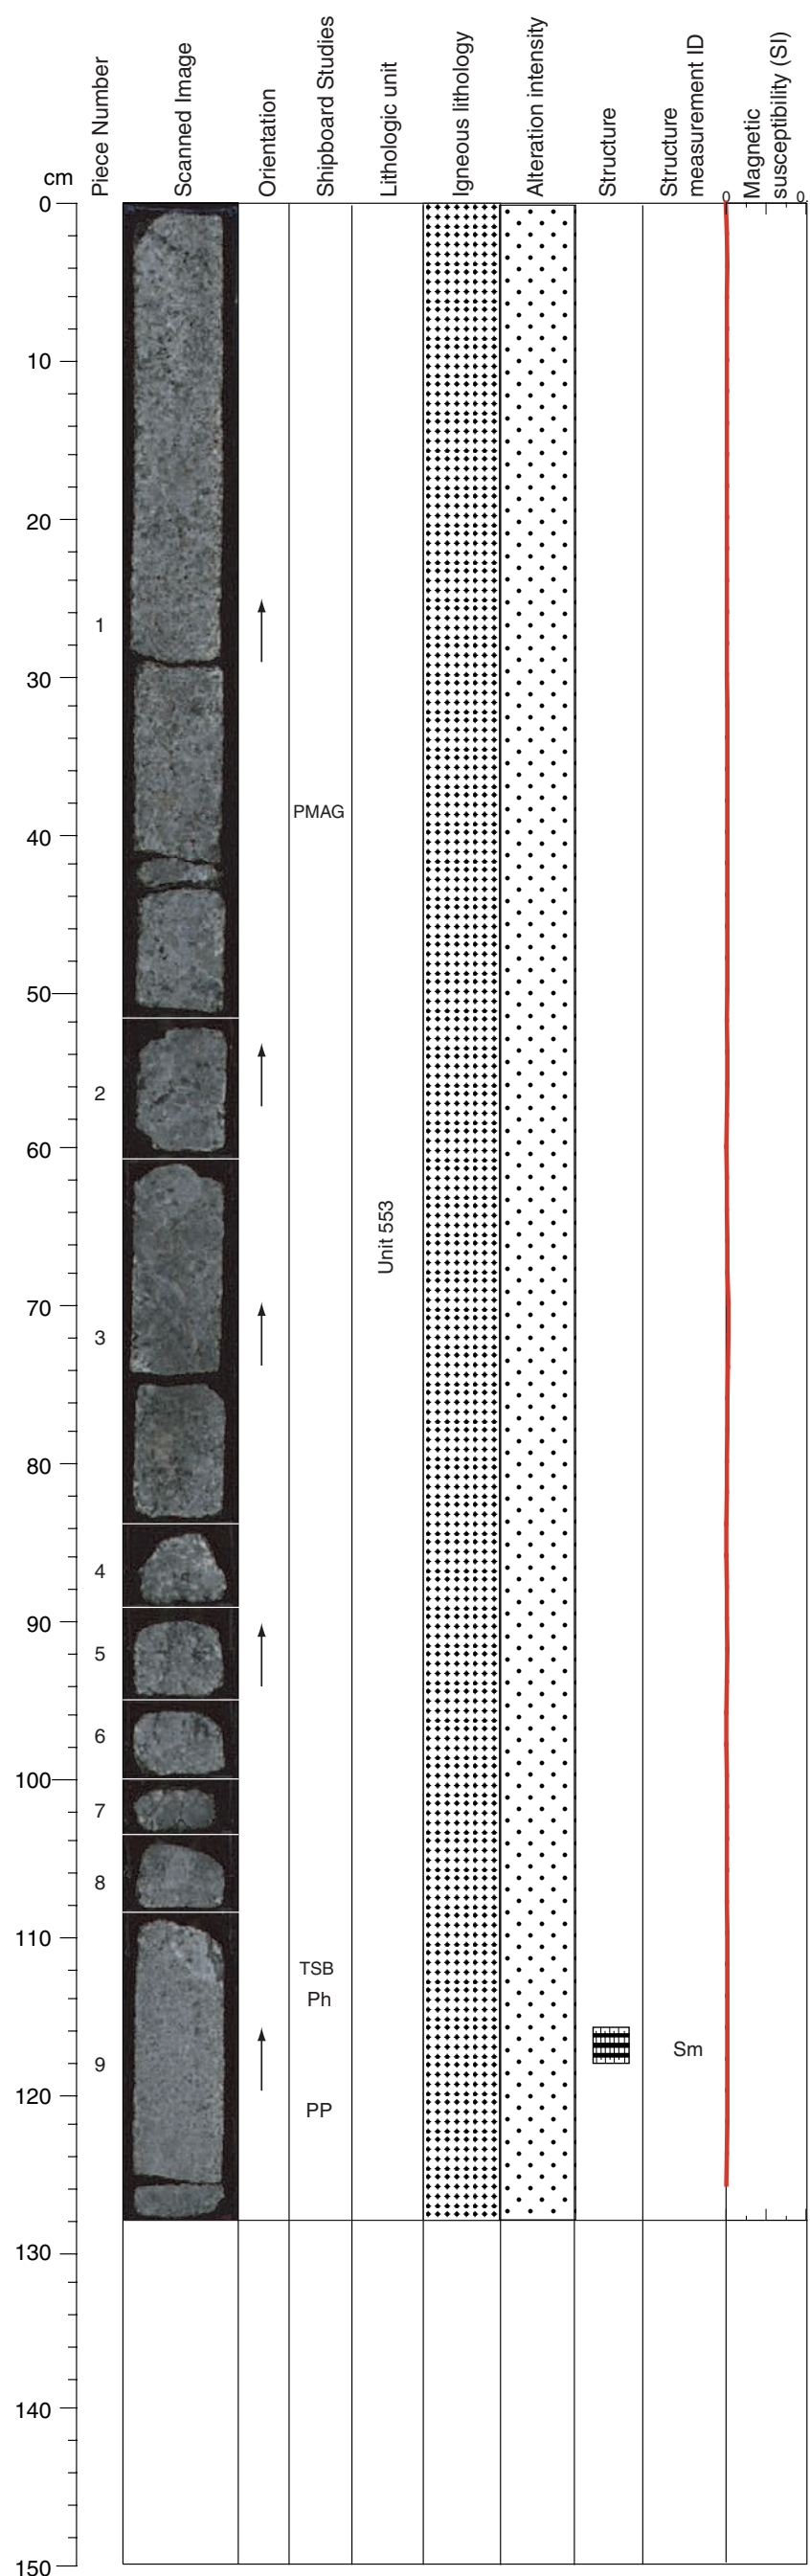 cm
Piece Number
Scanned Image
Orientation
Shipboard Studies
Lithologic unit
Igneous lithology
Alteration intensity
Structure
Structure
measurement ID
Magnetic
susceptibility (SI)
0 0
0
10
20
1
30
PMAG
40
50
2
60
Unit 553
70
3
80
4
90
5
6
100
7
8
110
TSB
Ph
Sm
9
120
PP
130
140
150